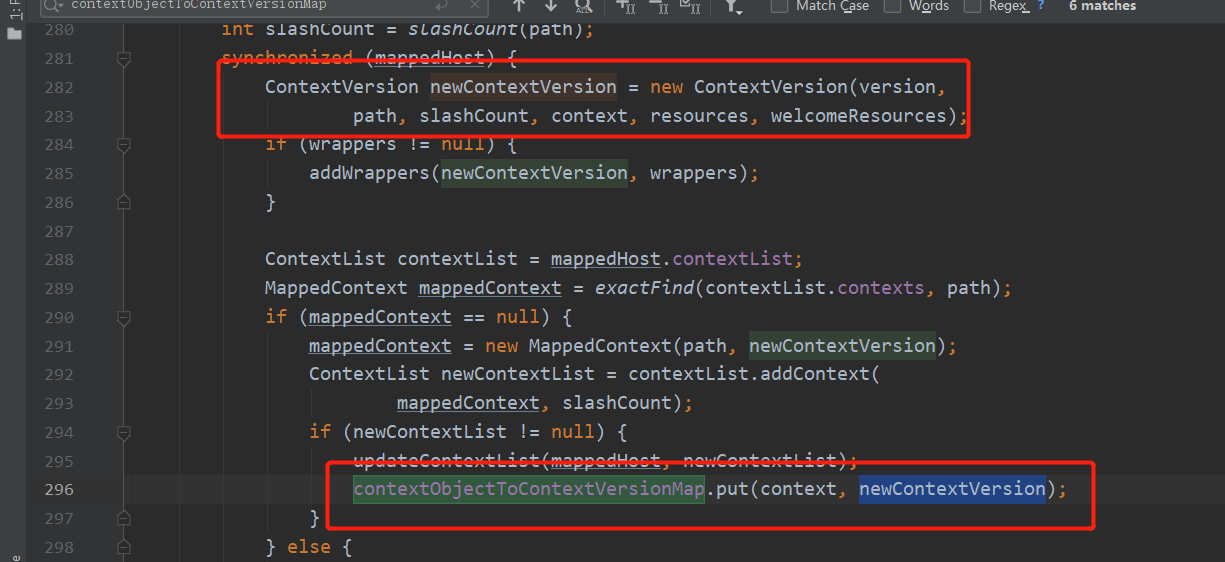 contextObjectToContextVersionMap
Match Case Words Regex ? 6 matches
280 int slashCount = slashCount(path);
281 synchronized (mappedHost) {
282 ContextVersion newContextVersion = new ContextVersion(version,
283 path, slashCount, context, resources, welcomeResources);
284 if (wrappers != null) {
285 addWrappers(newContextVersion, wrappers);
286 }
287
288 ContextList contextList = mappedHost.contextList;
289 MappedContext mappedContext = exactFind(contextList.contexts, path);
290 if (mappedContext == null) {
291 mappedContext = new MappedContext(path, newContextVersion);
292 ContextList newContextList = contextList.addContext(
293 mappedContext, slashCount);
294 if (newContextList != null) {
295 updateContextList(mappedHost, newContextList);
296 contextObjectToContextVersionMap.put(context, newContextVersion);
297 }
298 } else {